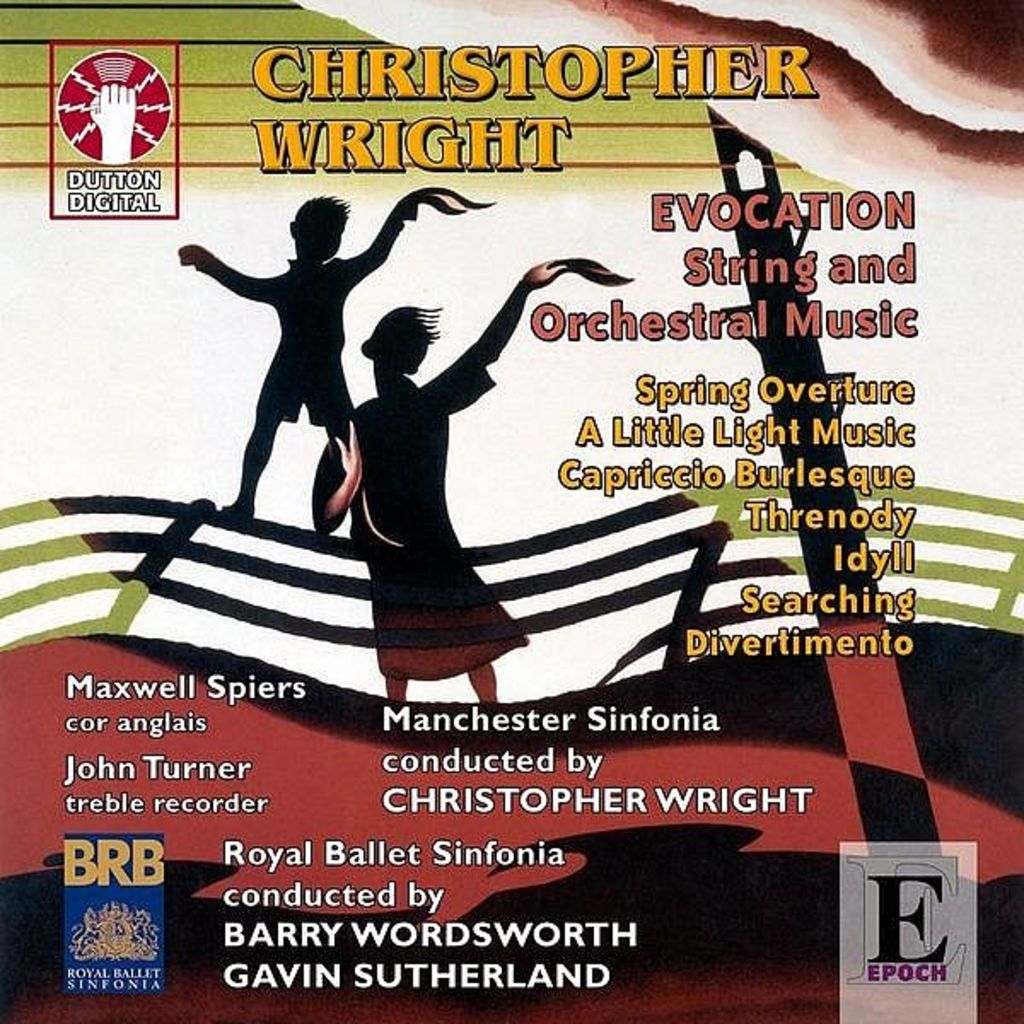 CHRISTOPHER
WRIGHT
DUTTON
DIGITAL
EVOCATION
String and
Orchestral Music
Spring Overture
A Little Light Music
Capriccio Burlesque
Threnody
Idyll
Searching
Divertimento
Maxwell Spiers
cor anglais
John Turner
treble recorder
Manchester Sinfonia
conducted by
CHRISTOPHER WRIGHT
BRB
ROYAL BALLET
SINFONIA
Royal Ballet Sinfonia
conducted by
BARRY WORDSWORTH
GAVIN SUTHERLAND
E
EPOCH